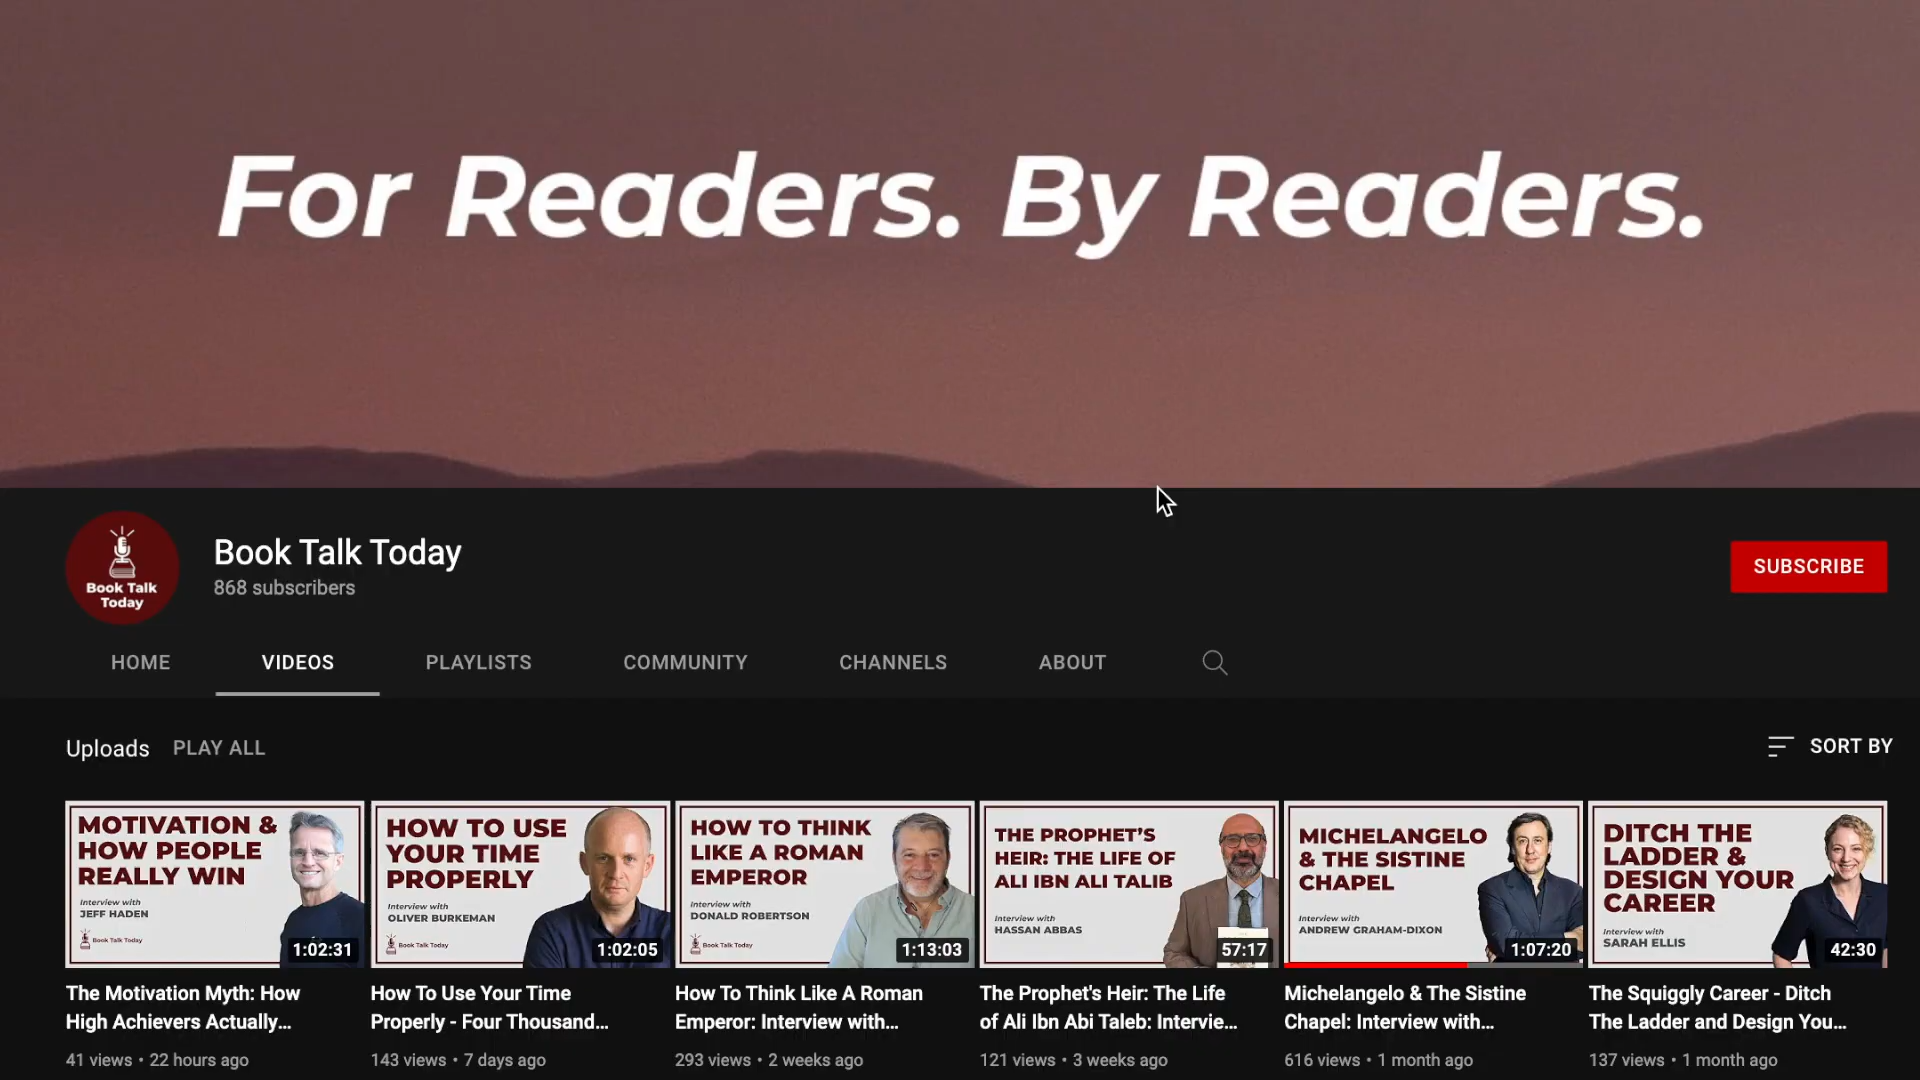 For Readers. By Readers.
Book Talk
Today
Book Talk Today
868 subscribers
SUBSCRIBE
HOME
VIDEOS
PLAYLISTS
COMMUNITY
CHANNELS
ABOUT
Uploads
PLAY ALL
SORT BY
MOTIVATION &
HOW PEOPLE
REALLY WIN
Interview with
JEFF HADEN
Book Talk Today
1:02:31
The Motivation Myth: How
High Achievers Actually...
41 views • 22 hours ago
HOW TO USE
YOUR TIME
PROPERLY
Interview with
OLIVER BURKEMAN
Book Talk Today
1:02:05
How To Use Your Time
Properly - Four Thousand...
143 views • 7 days ago
HOW TO THINK
LIKE A ROMAN
EMPEROR
Interview with
DONALD ROBERTSON
Book Talk Today
1:13:03
How To Think Like A Roman
Emperor: Interview with...
293 views • 2 weeks ago
THE PROPHET'S
HEIR: THE LIFE OF
ALI IBN ALI TALIB
Interview with
HASSAN ABBAS
57:17
The Prophet's Heir: The Life
of Ali Ibn Abi Taleb: Intervie...
121 views • 3 weeks ago
MICHELANGELO
& THE SISTINE
CHAPEL
Interview with
ANDREW GRAHAM-DIXON
1:07:20
Michelangelo & The Sistine
Chapel: Interview with...
616 views • 1 month ago
DITCH THE
LADDER &
DESIGN YOUR
CAREER
Interview with
SARAH ELLIS
42:30
The Squiggly Career - Ditch
The Ladder and Design You...
137 views • 1 month ago